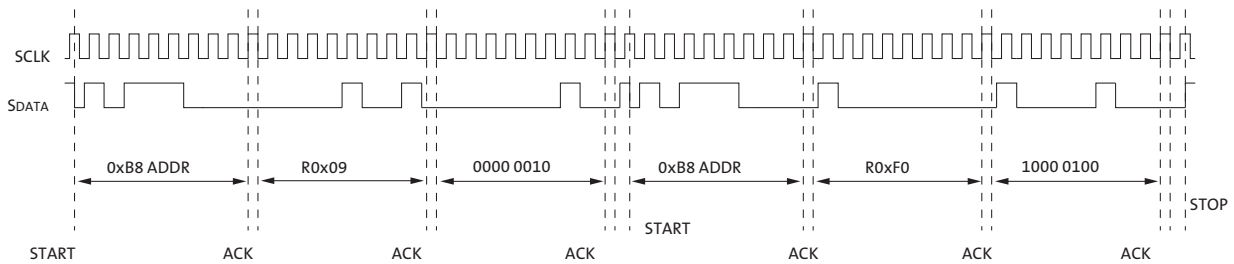 SCLK
SDATA
0xB8 ADDR R0x09 0000 0010 0xB8 ADDR R0xF0 1000 0100
STOP
START
START ACK ACK ACK ACK ACK ACK